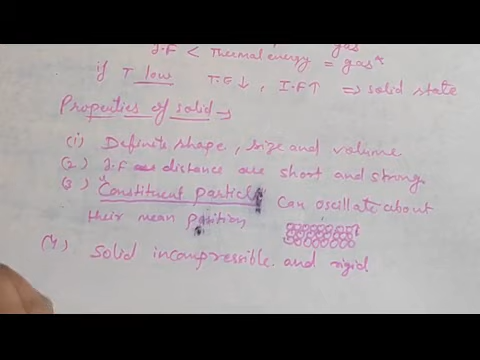 gas
I.F < Thermal energy = gas
if T low T.E↓, I.F↑ ⇒ solid state
Properties of solid →
(i) Definite shape, size and volume
(2) I.F distance are short and strong
(3) Constituent particle can oscillate about
their mean position
(4) Solid incompressible and rigid.